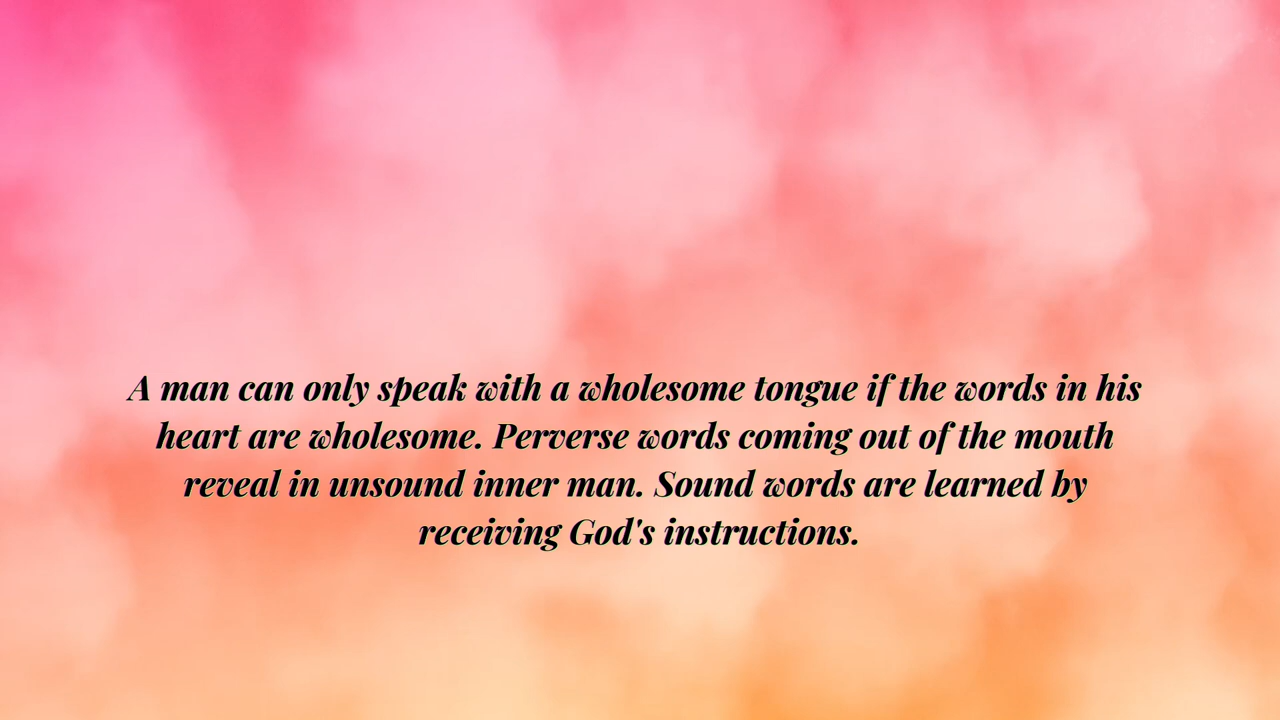 A man can only speak with a wholesome tongue if the words in his
heart are wholesome. Perverse words coming out of the mouth
reveal in unsound inner man. Sound words are learned by
receiving God's instructions.